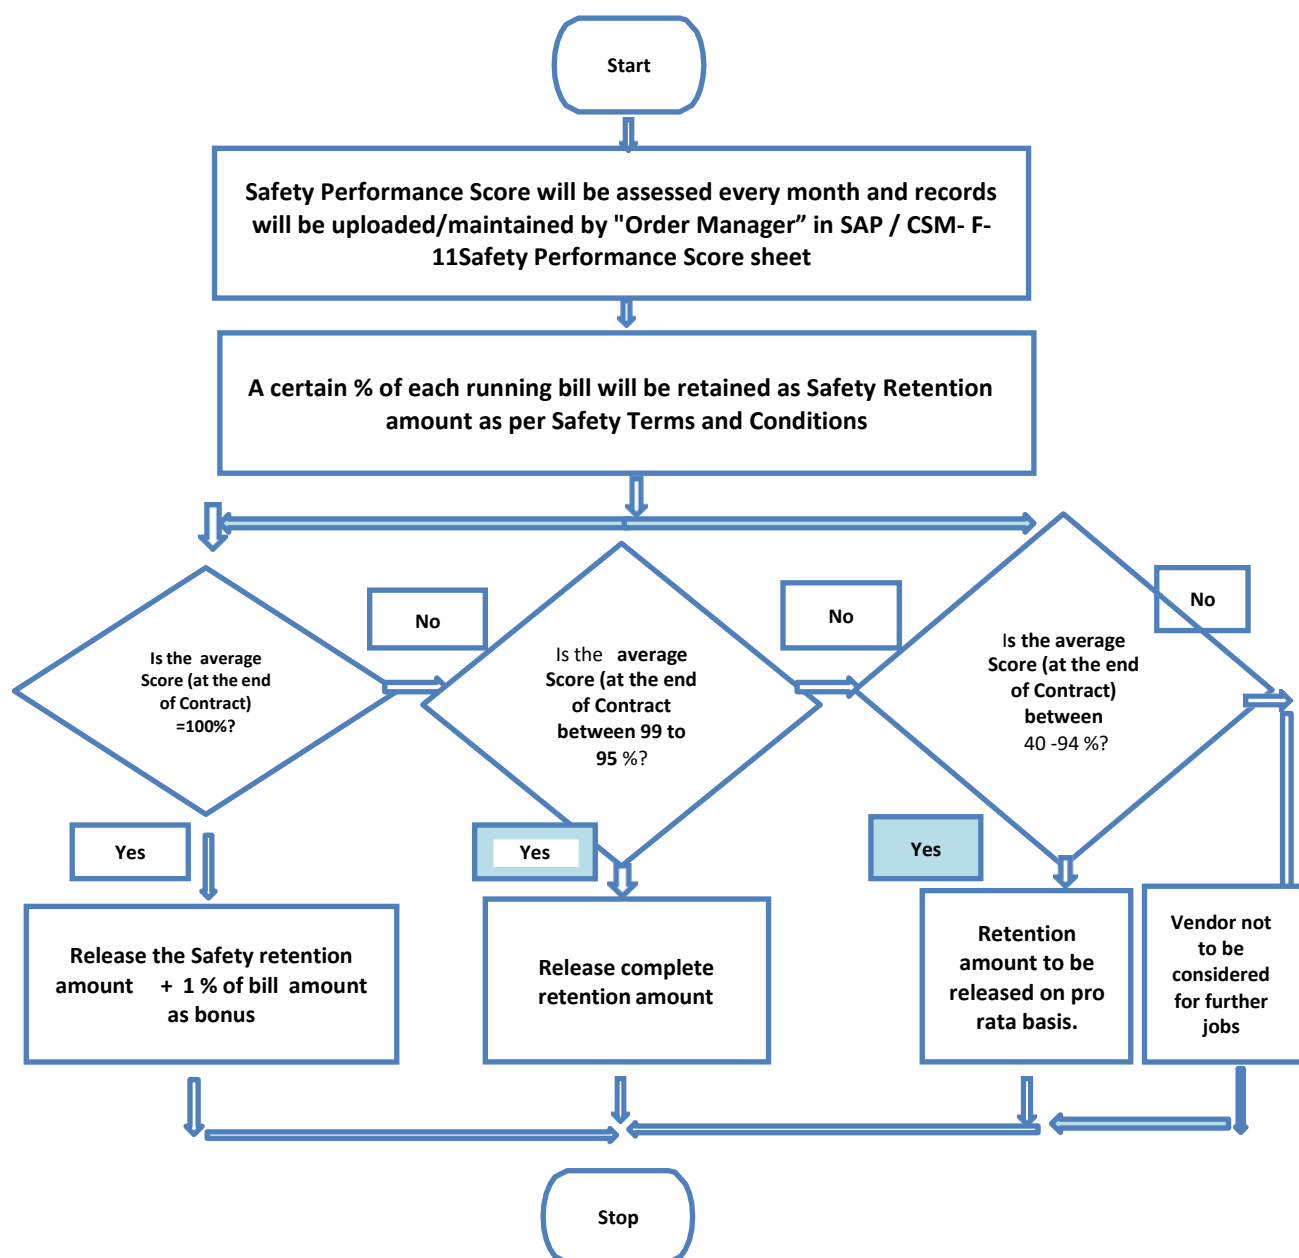 Start
Safety Performance Score will be assessed every month and records
will be uploaded/maintained by "Order Manager” in SAP / CSM- F-
11Safety Performance Score sheet
A certain % of each running bill will be retained as Safety Retention
amount as per Safety Terms and Conditions
Is the average
Score (at the end
of Contract)
=100%?
No
Is the average
Score (at the end
of Contract
between 99 to
95 %?
No
Is the average
Score (at the end
of Contract)
between
40 -94 %?
No
Yes
Yes
Yes
Release the Safety retention
amount + 1 % of bill amount
as bonus
Release complete
retention amount
Retention
amount to be
released on pro
rata basis.
Vendor not
to be
considered
for further
jobs
Stop